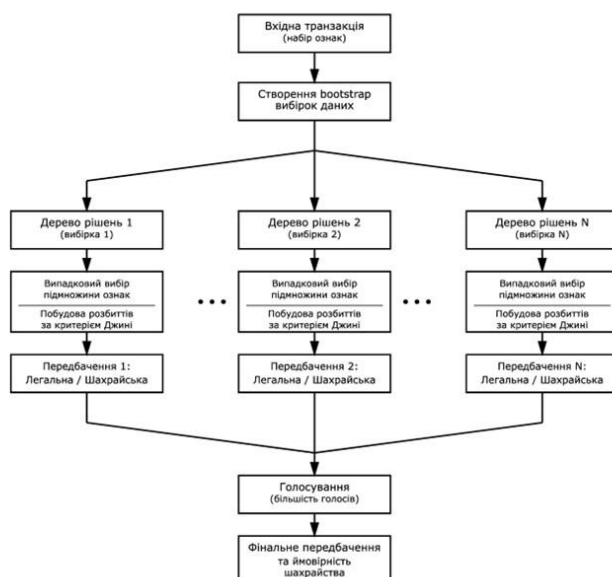 Вхідна транзакція
(набір ознак)
Створення bootstrap
вибірок даних
Дерево рішень 1
(вибірка 1)
Дерево рішень 2
(вибірка 2)
Дерево рішень N
(вибірка N)
Випадковий вибір
підмножини ознак
Побудова розбиттів
за критерієм Джині
Випадковий вибір
підмножини ознак
Побудова розбиттів
за критерієм Джині
Випадковий вибір
підмножини ознак
Побудова розбиттів
за критерієм Джині
Передбачення 1:
Легальна / Шахрайська
Передбачення 2:
Легальна / Шахрайська
Передбачення N:
Легальна / Шахрайська
Голосування
(більшість голосів)
Фінальне передбачення
та ймовірність
шахрайства